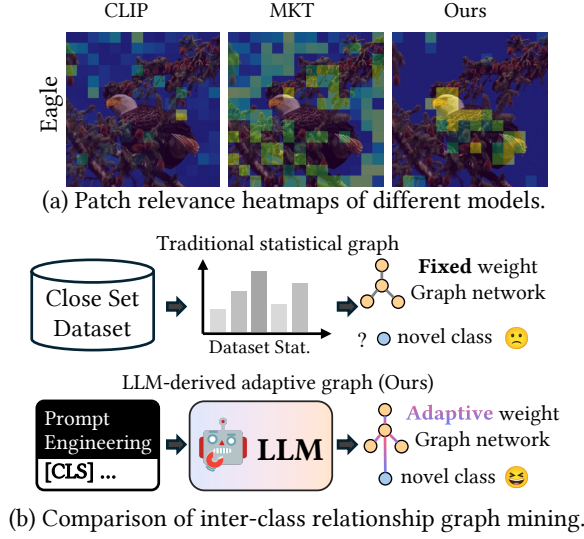 CLIP MKT Ours
Eagle
(a) Patch relevance heatmaps of different models.
Traditional statistical graph
Close Set
Dataset
Dataset Stat.
Fixed weight
Graph network
? novel class
LLM-derived adaptive graph (Ours)
Prompt
Engineering
[CLS] ...
LLM
Adaptive weight
Graph network
novel class
(b) Comparison of inter-class relationship graph mining.